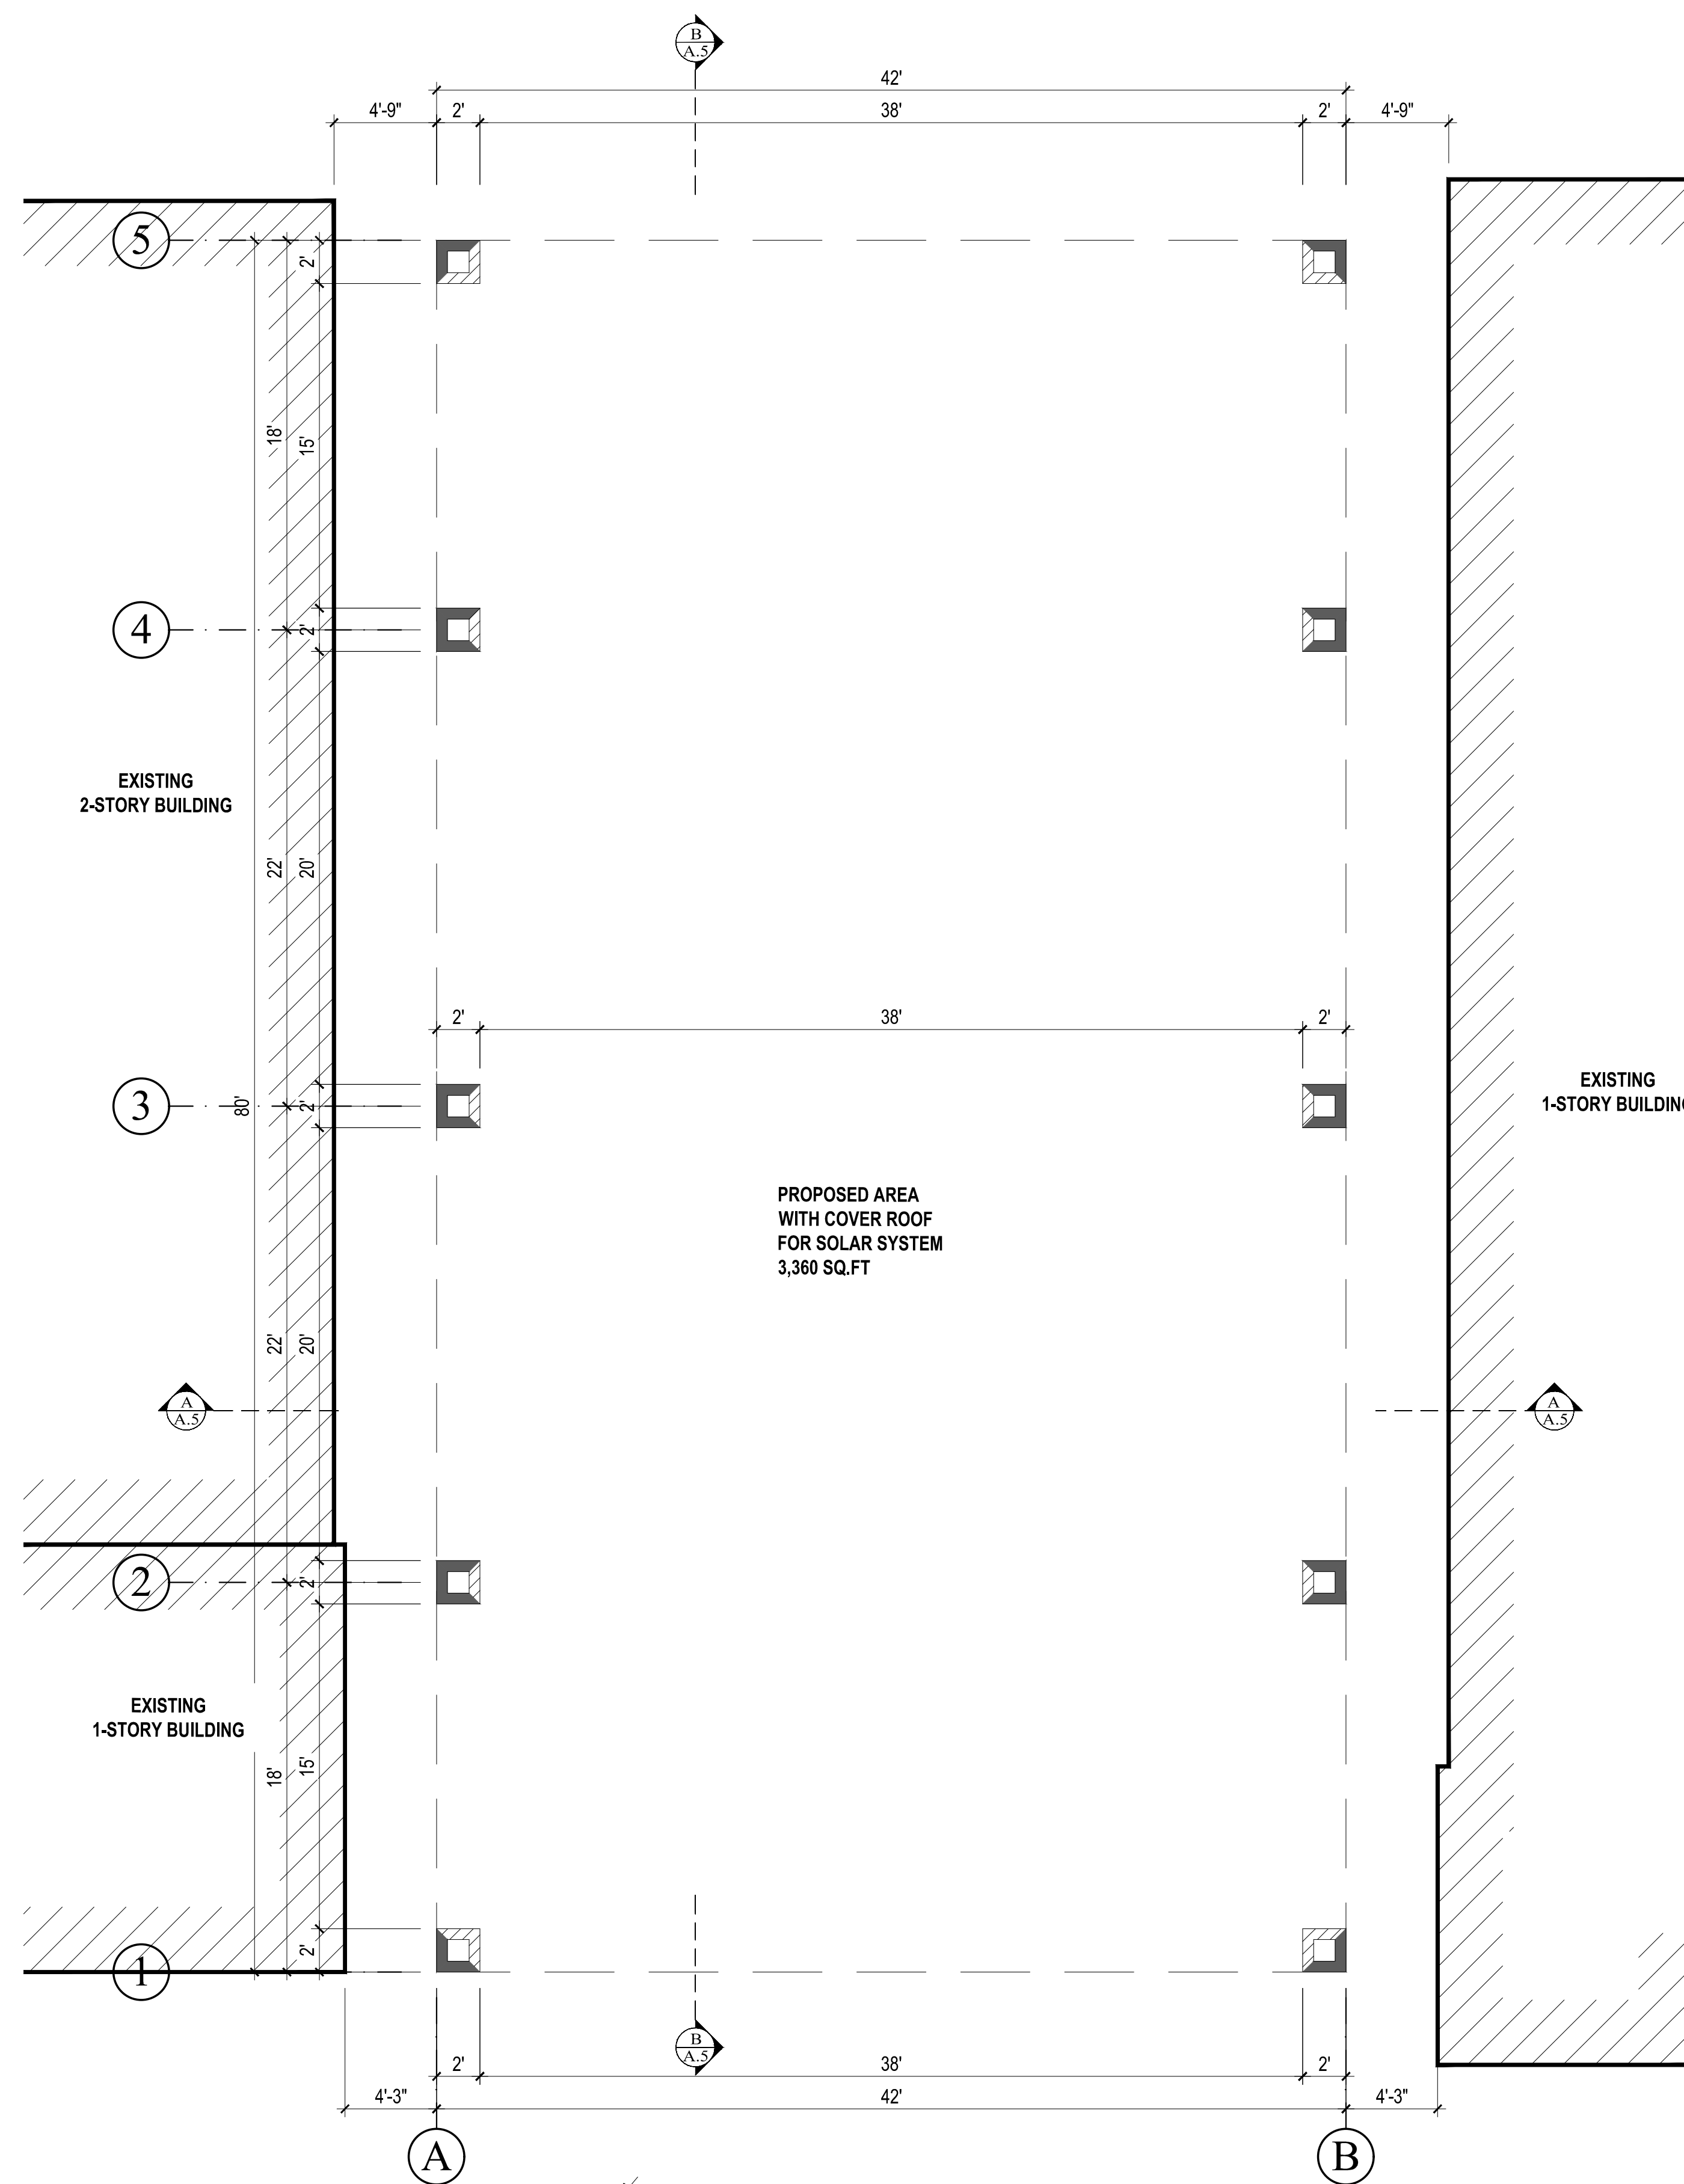 B
A.5
42'
4'-9"
2'
38'
2'
4'-9"
5
2'
18'
15'
4
2'
EXISTING
2-STORY BUILDING
22'
20'
2'
38'
2'
3
80'
2'
EXISTING
1-STORY BUILDING
PROPOSED AREA
WITH COVER ROOF
FOR SOLAR SYSTEM
3,360 SQ.FT
22'
20'
A
A.5
A
A.5
2
2'
EXISTING
1-STORY BUILDING
18'
15'
2'
1
B
A.5
2'
38'
2'
4'-3"
42'
4'-3"
A
B